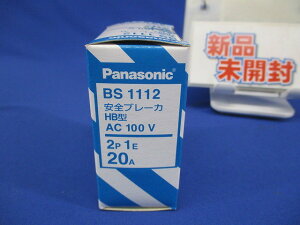 Panasonic
BS 1112
安全ブレーカ
HB型
AC 100 V
2P 1E
20A
新品
未開封